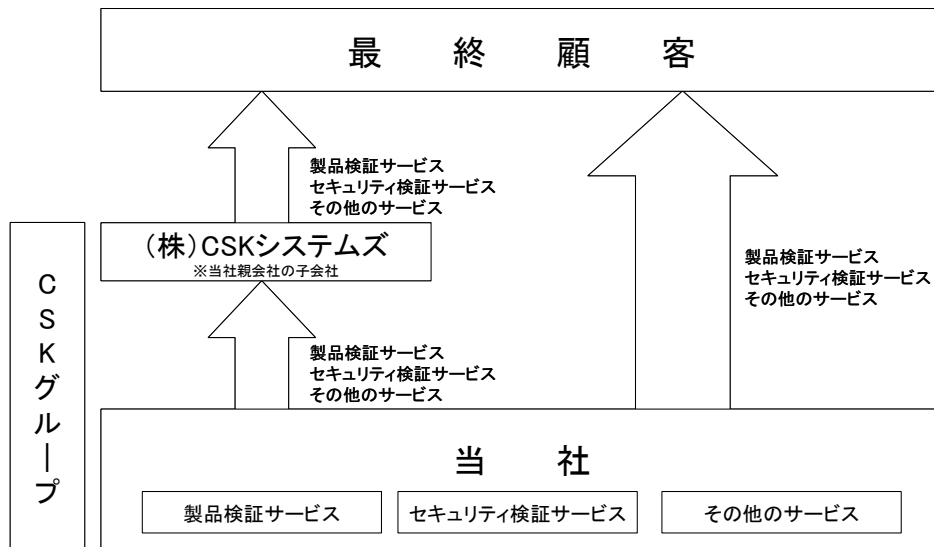 最終顧客
製品検証サービス
セキュリティ検証サービス
その他のサービス
(株)CSKシステムズ
※当社親会社の子会社
製品検証サービス
セキュリティ検証サービス
その他のサービス
CSKグループ
製品検証サービス
セキュリティ検証サービス
その他のサービス
当社
製品検証サービス
セキュリティ検証サービス
その他のサービス